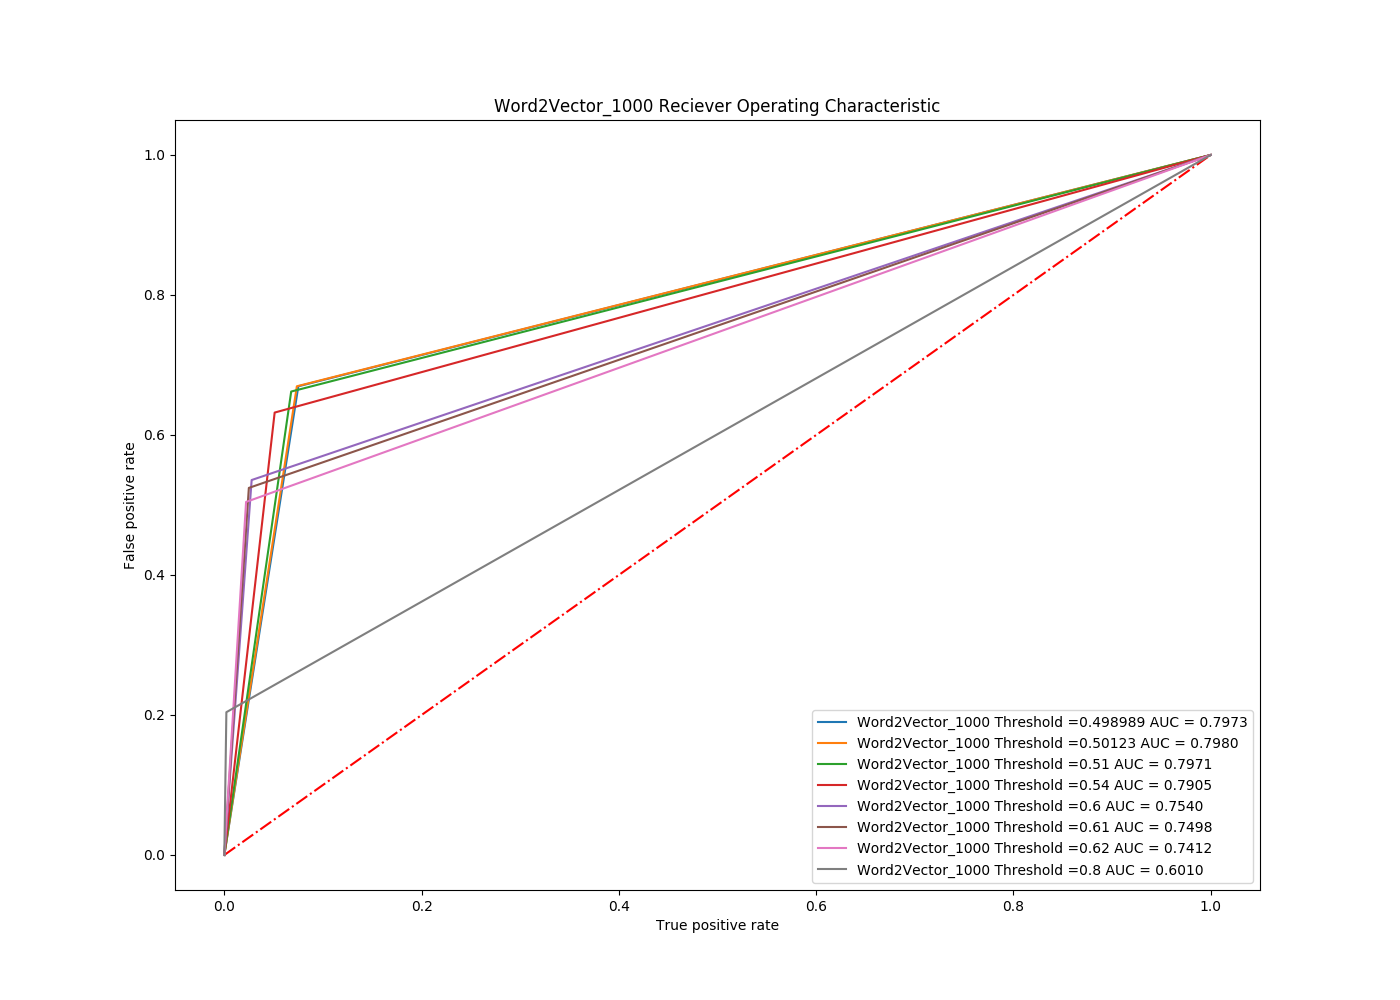 Word2Vector_1000 Reciever Operating Characteristic
1.0
0.8
0.6
0.4
0.2
0.0
False positive rate
0.0 0.2 0.4 0.6 0.8 1.0
True positive rate
Word2Vector_1000 Threshold =0.498989 AUC = 0.7973
Word2Vector_1000 Threshold =0.50123 AUC = 0.7980
Word2Vector_1000 Threshold =0.51 AUC = 0.7971
Word2Vector_1000 Threshold =0.54 AUC = 0.7905
Word2Vector_1000 Threshold =0.6 AUC = 0.7540
Word2Vector_1000 Threshold =0.61 AUC = 0.7498
Word2Vector_1000 Threshold =0.62 AUC = 0.7412
Word2Vector_1000 Threshold =0.8 AUC = 0.6010